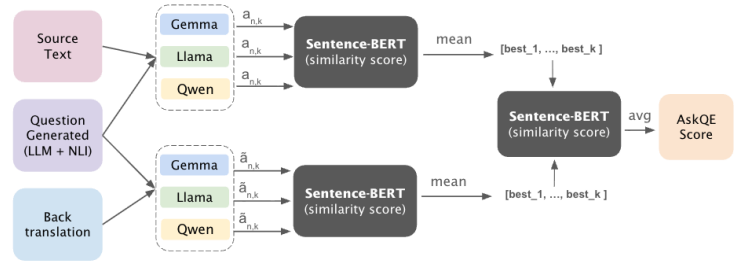 Source
Text
Question
Generated
(LLM + NLI)
Back
translation
Gemma
Llama
Qwen
a n,k
a n,k
a n,k
Sentence-BERT
(similarity score)
mean
[best_1, ..., best_k ]
Gemma
Llama
Qwen
ã n,k
ã n,k
ã n,k
Sentence-BERT
(similarity score)
mean
[best_1, ..., best_k ]
Sentence-BERT
(similarity score)
avg
AskQE
Score